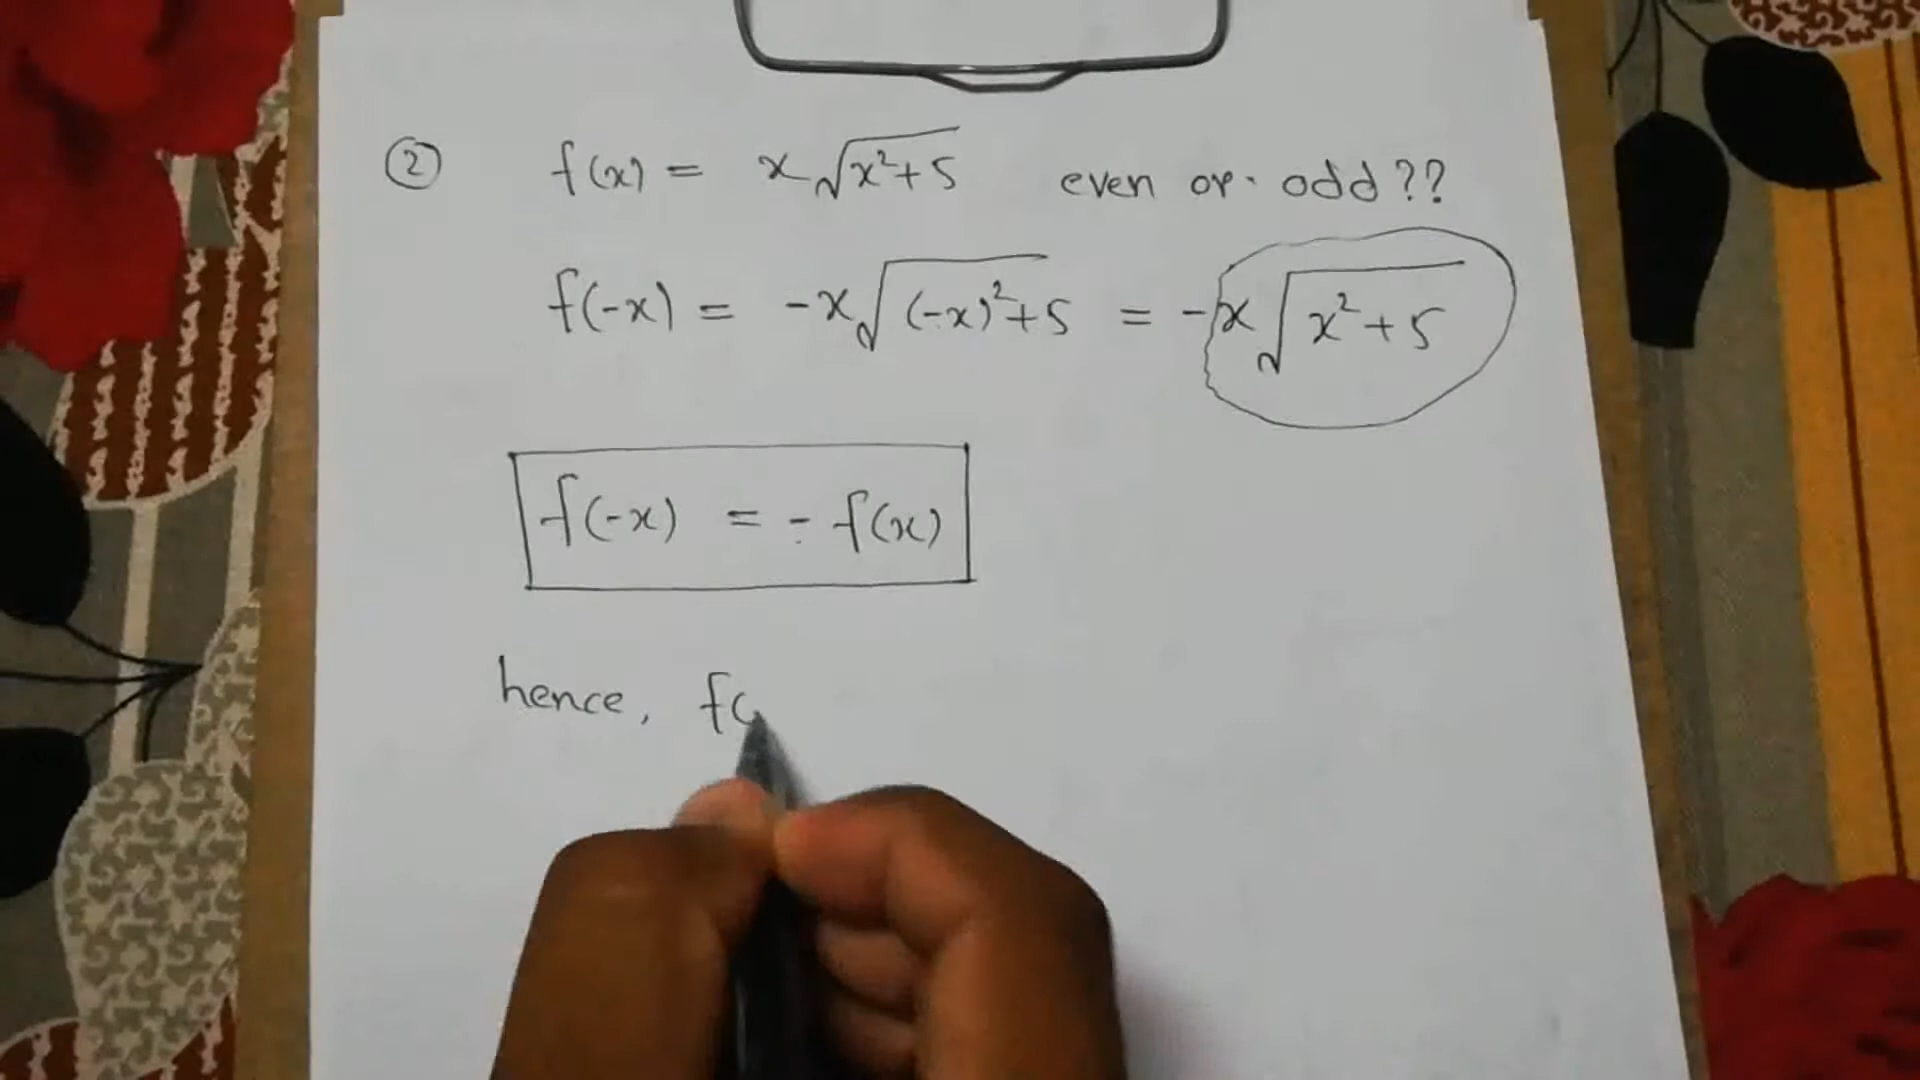 ② f(x) = x√(x²+5) even or odd??
f(-x) = -x√((-x)²+5) = -x√(x²+5)
f(-x) = - f(x)
hence, f(